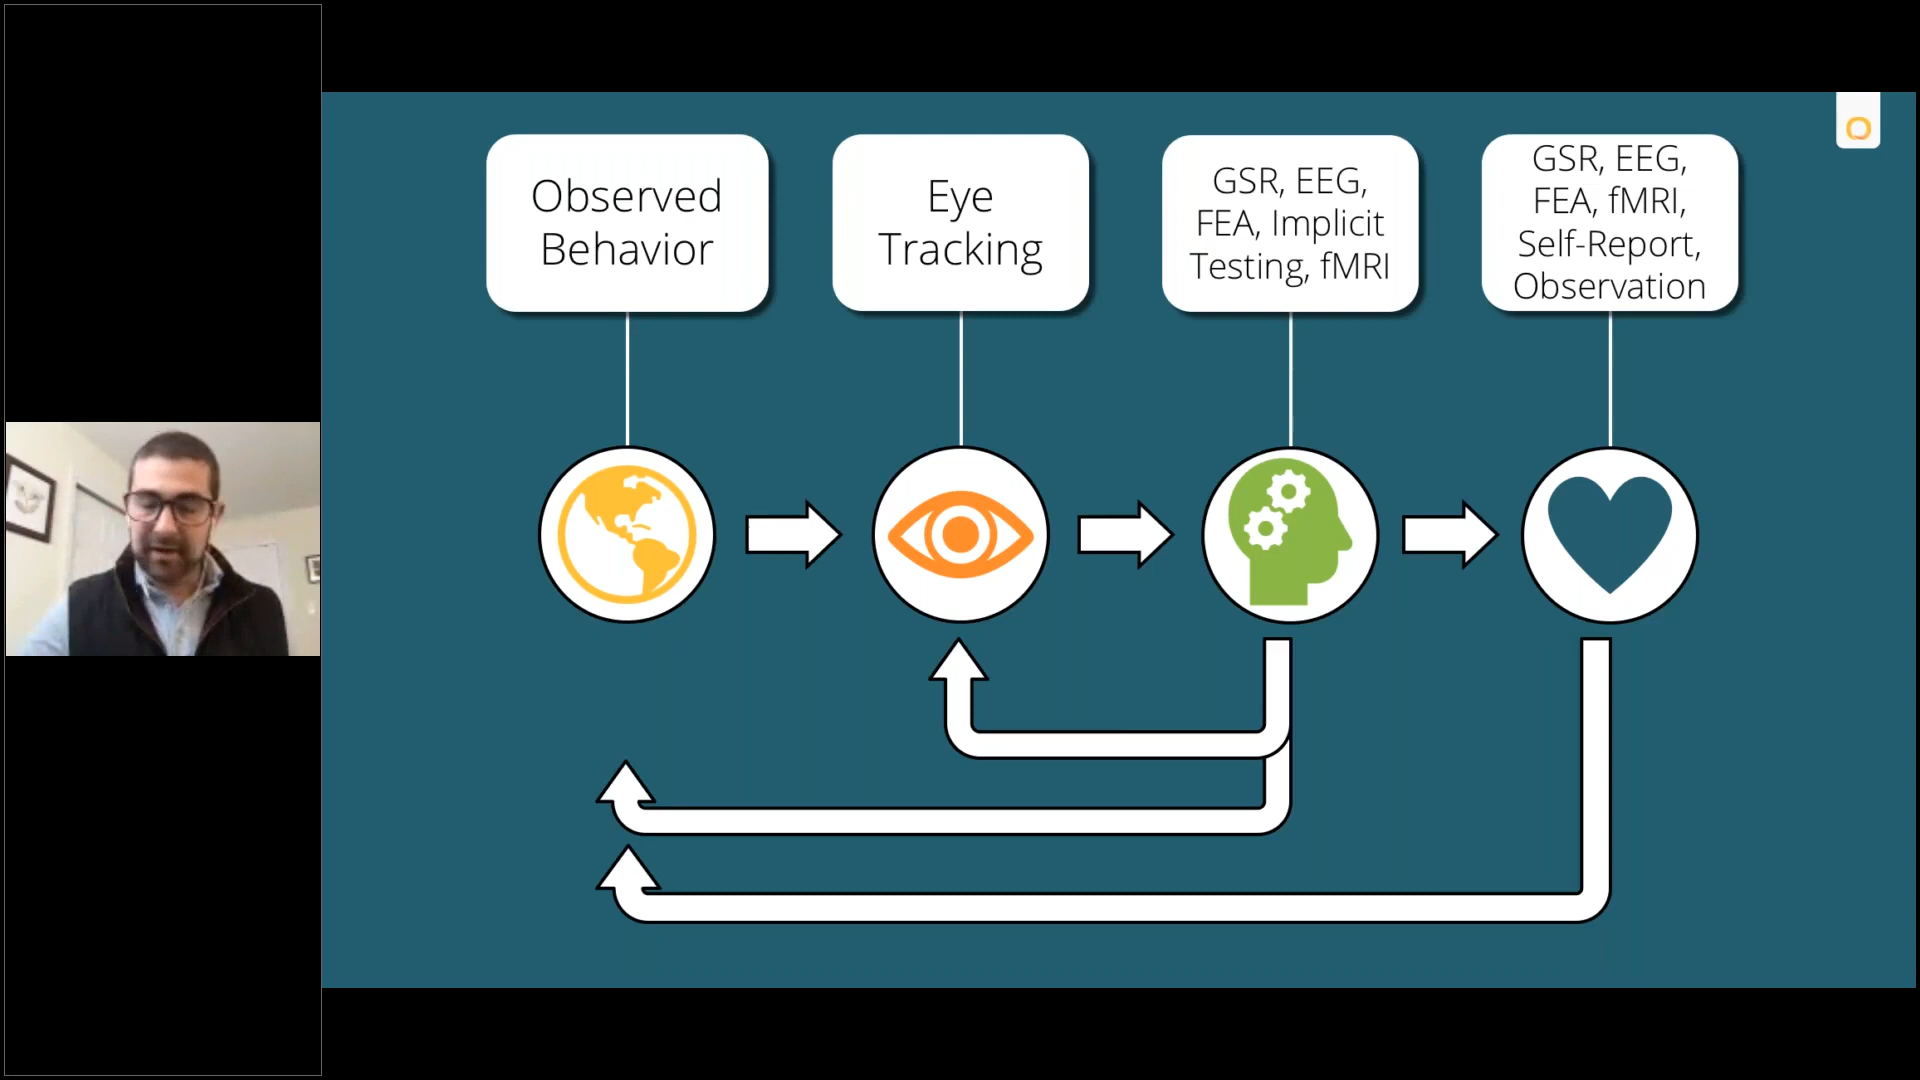 Observed
Behavior
Eye
Tracking
GSR, EEG,
FEA, Implicit
Testing, fMRI
GSR, EEG,
FEA, fMRI,
Self-Report,
Observation